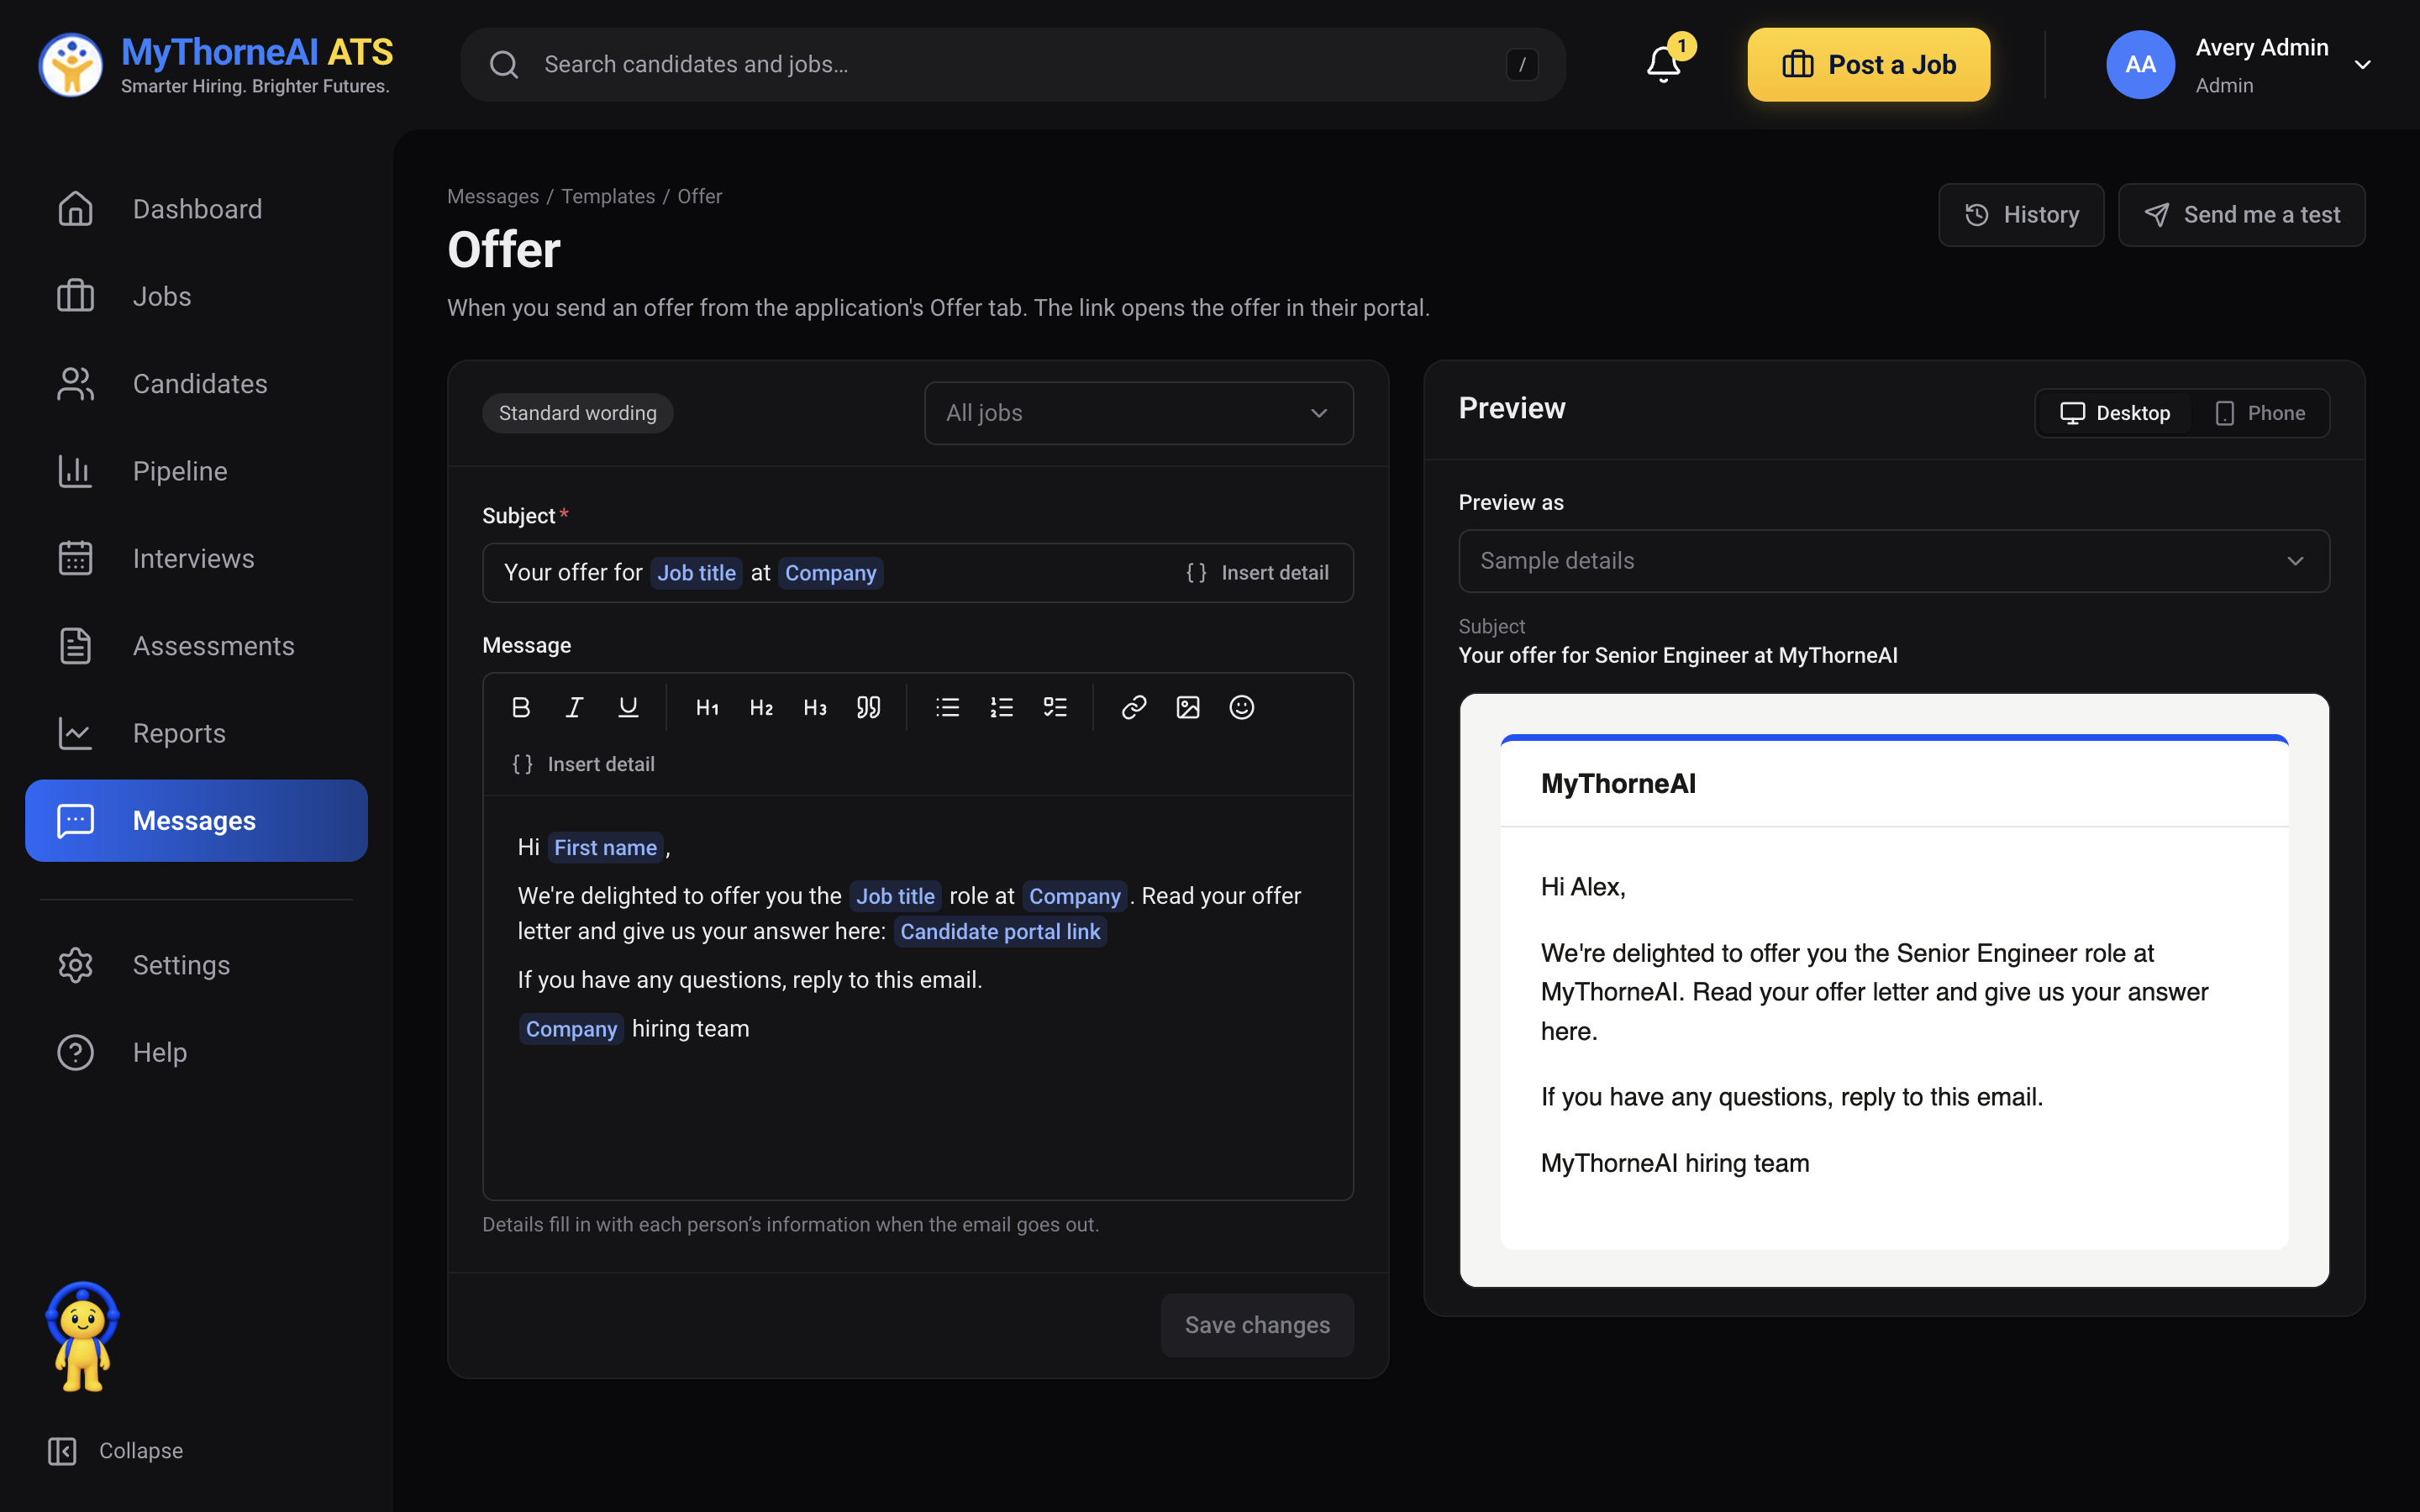 MyThorneAI ATS
Smarter Hiring. Brighter Futures.
Search candidates and jobs...
/
1
Post a Job
AA
Avery Admin
Admin
Dashboard
Jobs
Candidates
Pipeline
Interviews
Assessments
Reports
Messages
Settings
Help
Collapse
Messages / Templates / Offer
Offer
When you send an offer from the application's Offer tab. The link opens the offer in their portal.
History
Send me a test
Standard wording
All jobs
Subject*
Your offer for Job title at Company
{ } Insert detail
Message
B I U H1 H2 H3
{ } Insert detail
Hi First name,
We're delighted to offer you the Job title role at Company. Read your offer
letter and give us your answer here: Candidate portal link
If you have any questions, reply to this email.
Company hiring team
Details fill in with each person’s information when the email goes out.
Save changes
Preview
Desktop
Phone
Preview as
Sample details
Subject
Your offer for Senior Engineer at MyThorneAI
MyThorneAI
Hi Alex,
We're delighted to offer you the Senior Engineer role at
MyThorneAI. Read your offer letter and give us your answer
here.
If you have any questions, reply to this email.
MyThorneAI hiring team